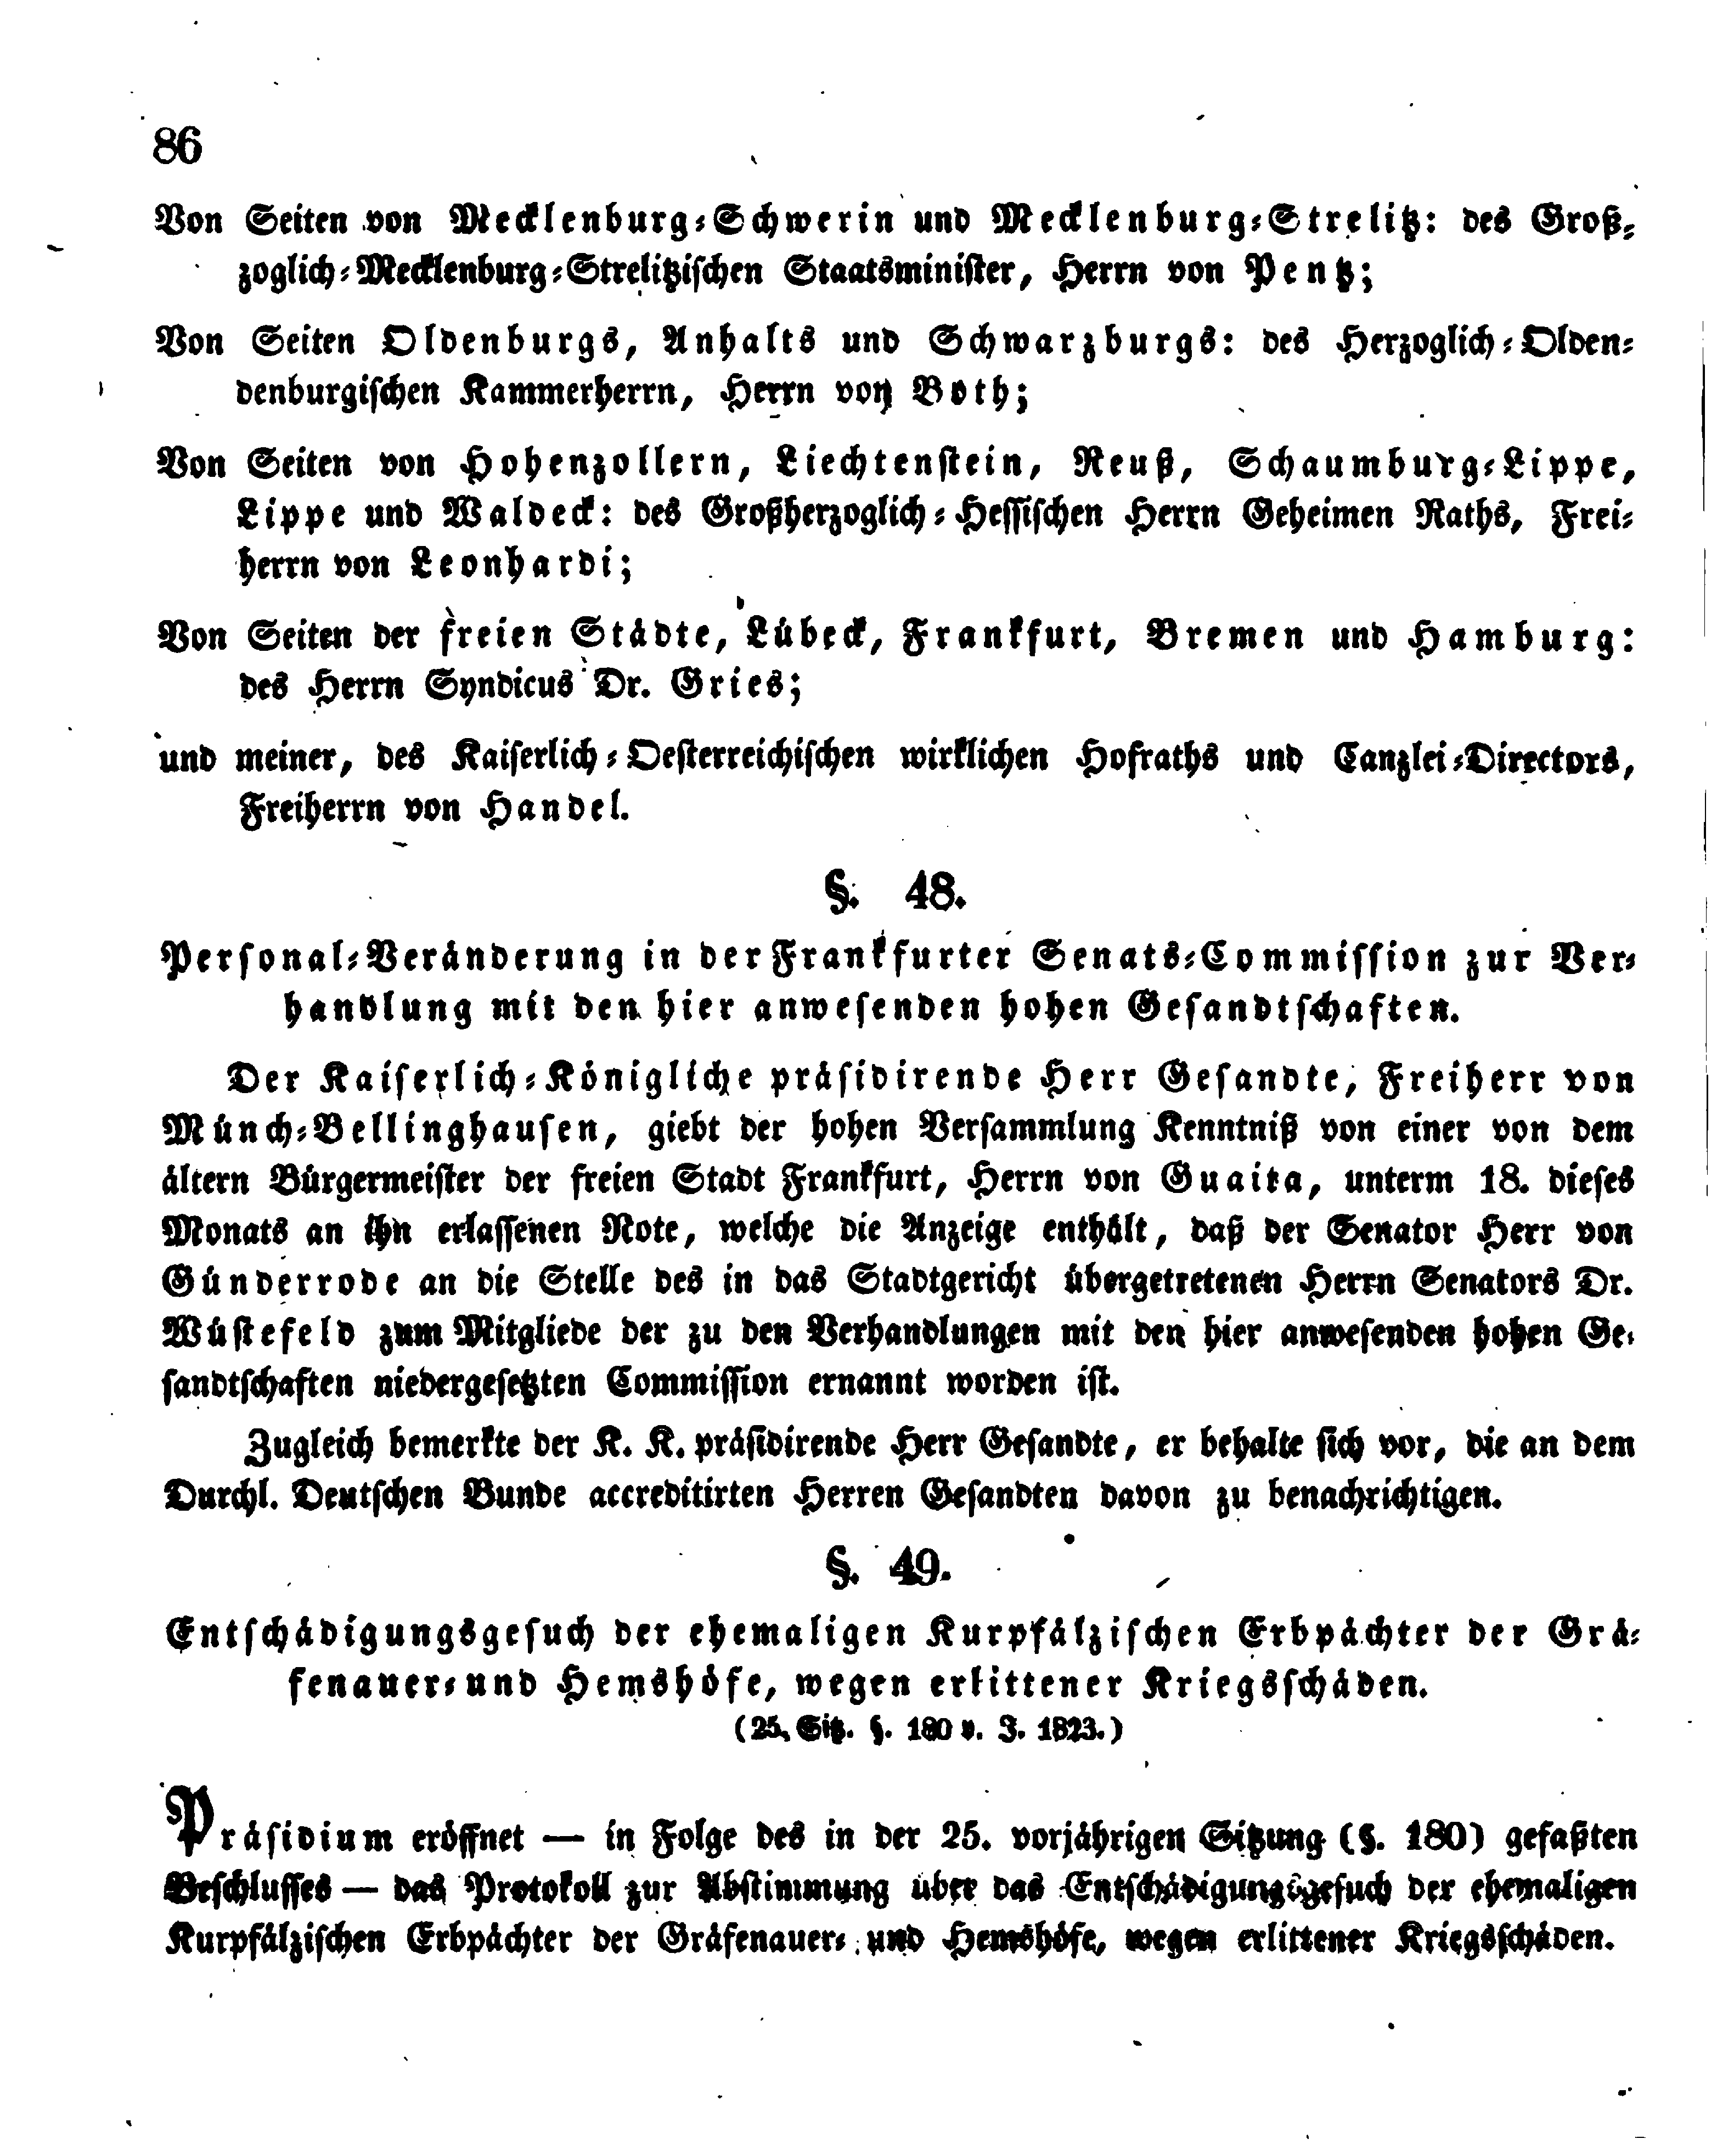 86
Von Seiten von Mecklenburg-Schwerin und Mecklenburg-Strelitz: des Groß-
zoglich-Mecklenburg-Strelitzischen Staatsminister, Herrn von Pentz;
Von Seiten Oldenburgs, Anhalts und Schwarzburgs: des Herzoglich-Olden-
denburgischen Kammerherrn, Herrn von Both;
Von Seiten von Hohenzollern, Liechtenstein, Reuß, Schaumburg-Lippe,
Lippe und Waldeck: des Großherzoglich-Hessischen Herrn Geheimen Raths, Frei-
herrn von Leonhardi;
Von Seiten der freien Städte, Lübeck, Frankfurt, Bremen und Hamburg:
des Herrn Syndicus Dr. Gries;
und meiner, des Kaiserlich-Oesterreichischen wirklichen Hofraths und Canzlei-Directors,
Freiherrn von Handel.
§. 48.
Personal-Veränderung in der Frankfurter Senats-Commission zur Ver-
handlung mit den hier anwesenden hohen Gesandtschaften.
Der Kaiserlich-Königliche präsidirende Herr Gesandte, Freiherr von
Münch-Bellinghausen, giebt der hohen Versammlung Kenntniß von einer von dem
ältern Bürgermeister der freien Stadt Frankfurt, Herrn von Guaita, unterm 18. dieses
Monats an ihn erlassenen Note, welche die Anzeige enthält, daß der Senator Herr von
Günderrode an die Stelle des in das Stadtgericht übergetretenen Herrn Senators Dr.
Wüstefeld zum Mitgliede der zu den Verhandlungen mit den hier anwesenden hohen Ge-
sandtschaften niedergesetzten Commission ernannt worden ist.
Zugleich bemerkte der K. K. präsidirende Herr Gesandte, er behalte sich vor, die an dem
Durchl. Deutschen Bunde accreditirten Herren Gesandten davon zu benachrichtigen.
§. 49.
Entschädigungsgesuch der ehemaligen Kurpfälzischen Erbpächter der Grä-
fenauer- und Hemshöfe, wegen erlittener Kriegsschäden.
(25. Sitz. §. 180 v. J. 1823.)
Präsidium eröffnet — in Folge des in der 25. vorjährigen Sitzung (§. 180) gefaßten
Beschlusses — das Protokoll zur Abstimmung über das Entschädigungsgesuch der ehemaligen
Kurpfälzischen Erbpächter der Gräfenauer- und Hemshöfe, wegen erlittener Kriegsschäden.